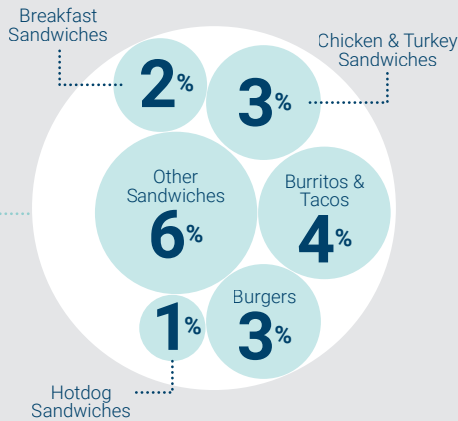 Breakfast
Sandwiches
2%
Chicken & Turkey
Sandwiches
3%
Other
Sandwiches
6%
Burritos &
Tacos
4%
Burgers
3%
1%
Hotdog
Sandwiches